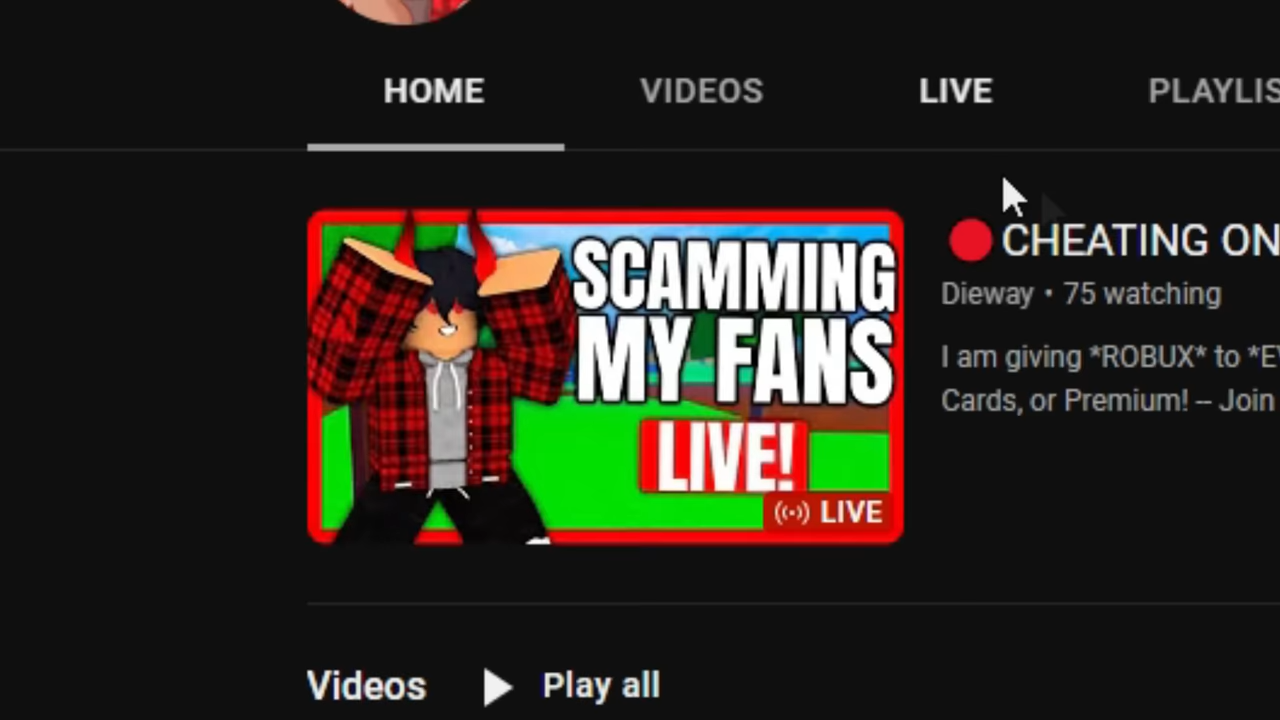 HOME VIDEOS LIVE PLAYLIS
SCAMMING
MY FANS
LIVE!
LIVE
CHEATING ON
Dieway • 75 watching
I am giving *ROBUX* to *E
Cards, or Premium! -- Join
Videos Play all